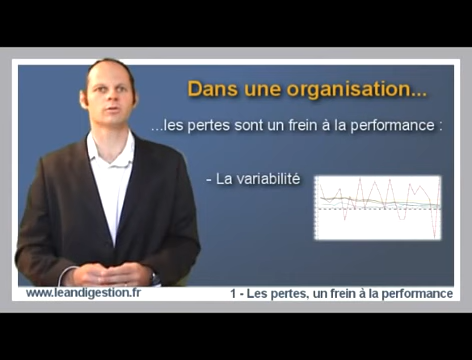 Dans une organisation...
...les pertes sont un frein à la performance :
- La variabilité
www.leandigestion.fr
1 - Les pertes, un frein à la performance